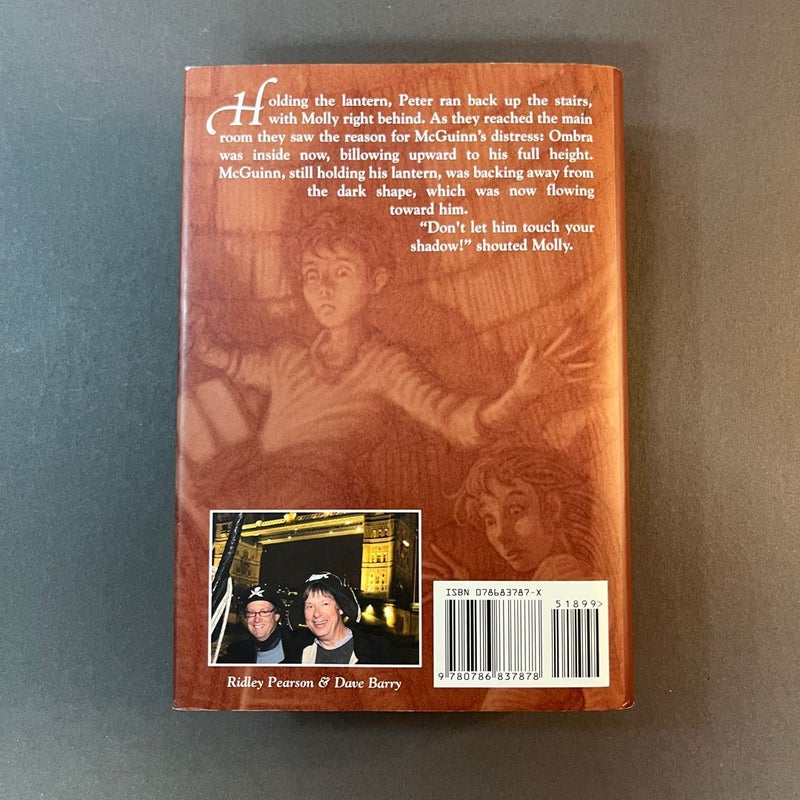 Holding the lantern, Peter ran back up the stairs,
with Molly right behind. As they reached the main
room they saw the reason for McGuinn's distress: Ombra
was inside now, billowing upward to his full height.
McGuinn, still holding his lantern, was backing away from
the dark shape, which was now flowing
toward him.
"Don't let him touch your
shadow!" shouted Molly.
ISBN 078683787-X
51899>
9 780786 837878
Ridley Pearson & Dave Barry